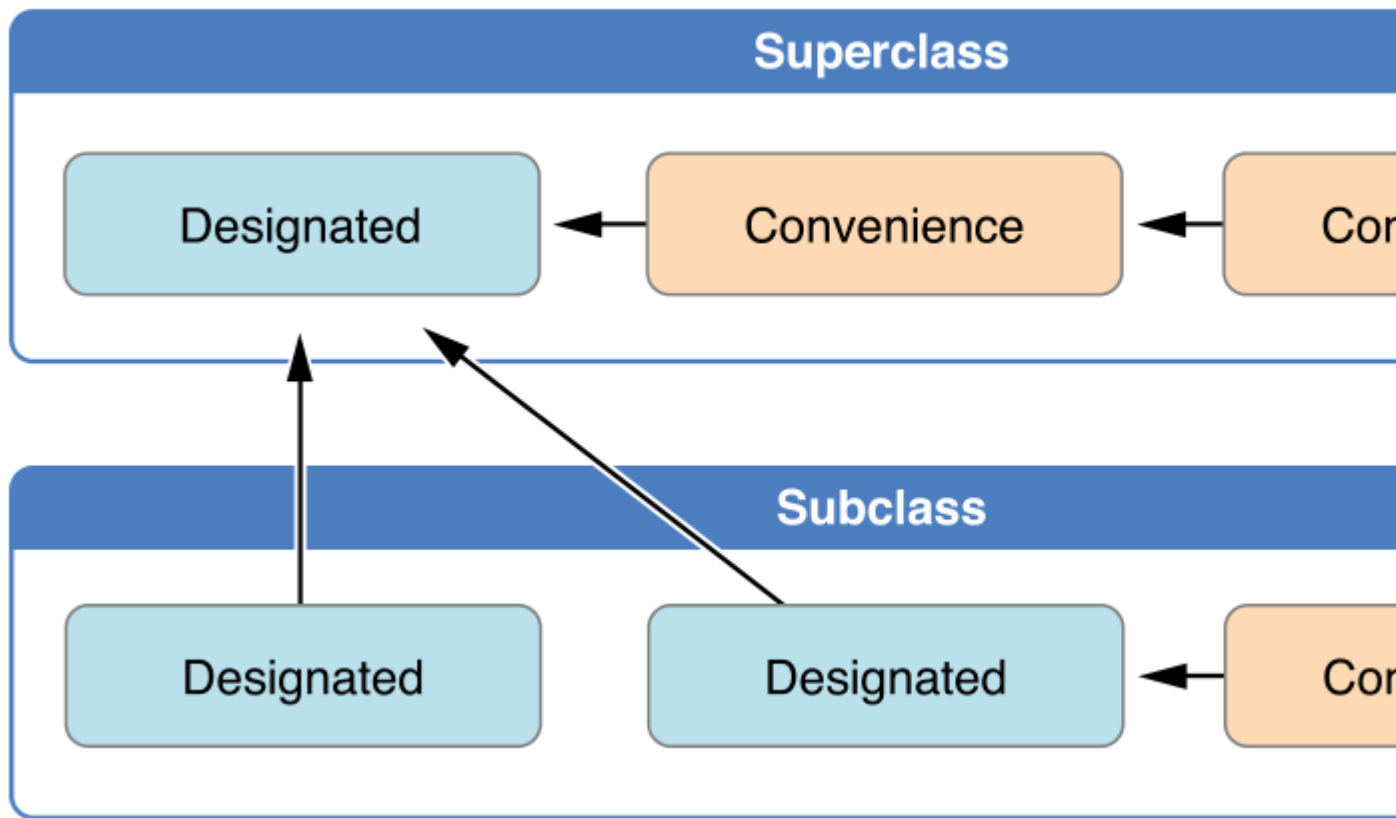 Superclass
Designated
Convenience
Subclass
Designated
Designated